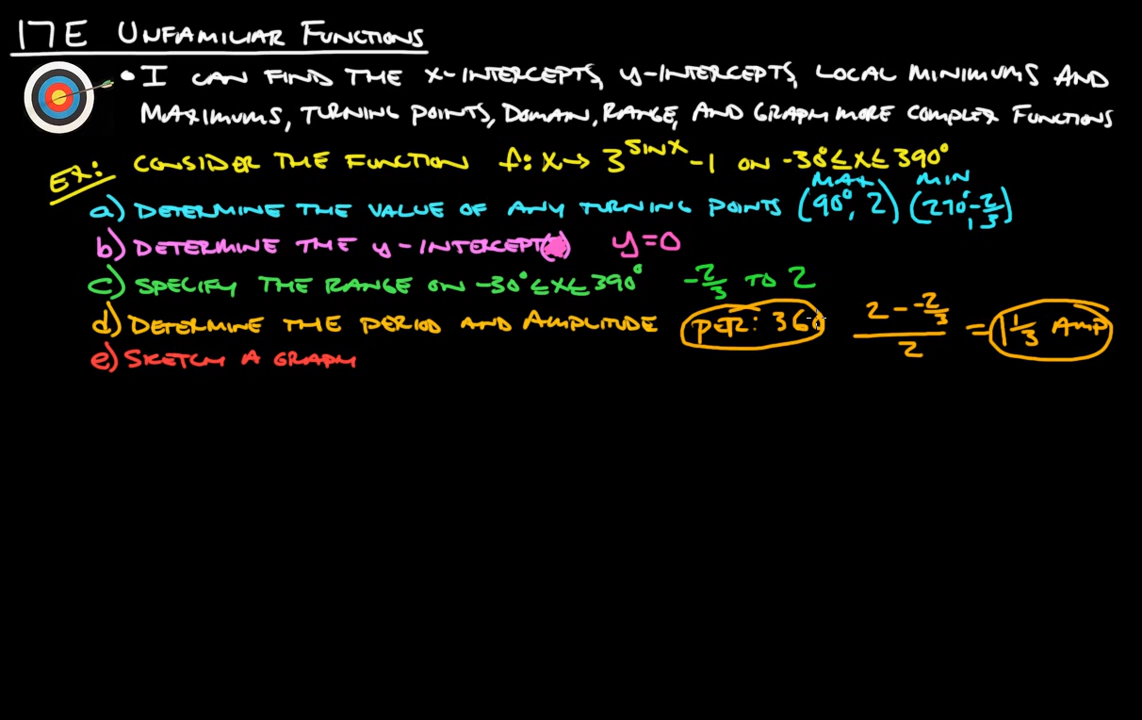 17E UNFAMILIAR FUNCTIONS
• I CAN FIND THE X-INTERCEPTS, Y-INTERCEPTS, LOCAL MINIMUMS AND
MAXIMUMS, TURNING POINTS, DOMAIN, RANGE, AND GRAPH MORE COMPLEX FUNCTIONS
EX: CONSIDER THE FUNCTION f: X→ 3^SINX -1 ON -30°≤X≤390°
MAX MIN
a) DETERMINE THE VALUE OF ANY TURNING POINTS (90°, 2) (270°, -2/3)
b) DETERMINE THE Y-INTERCEPT y=0
c) SPECIFY THE RANGE ON -30°≤X≤390° -2/3 TO 2
d) DETERMINE THE PERIOD AND AMPLITUDE PER: 360 (2 - -2/3)/2 = 1 1/3 AMP
e) SKETCH A GRAPH